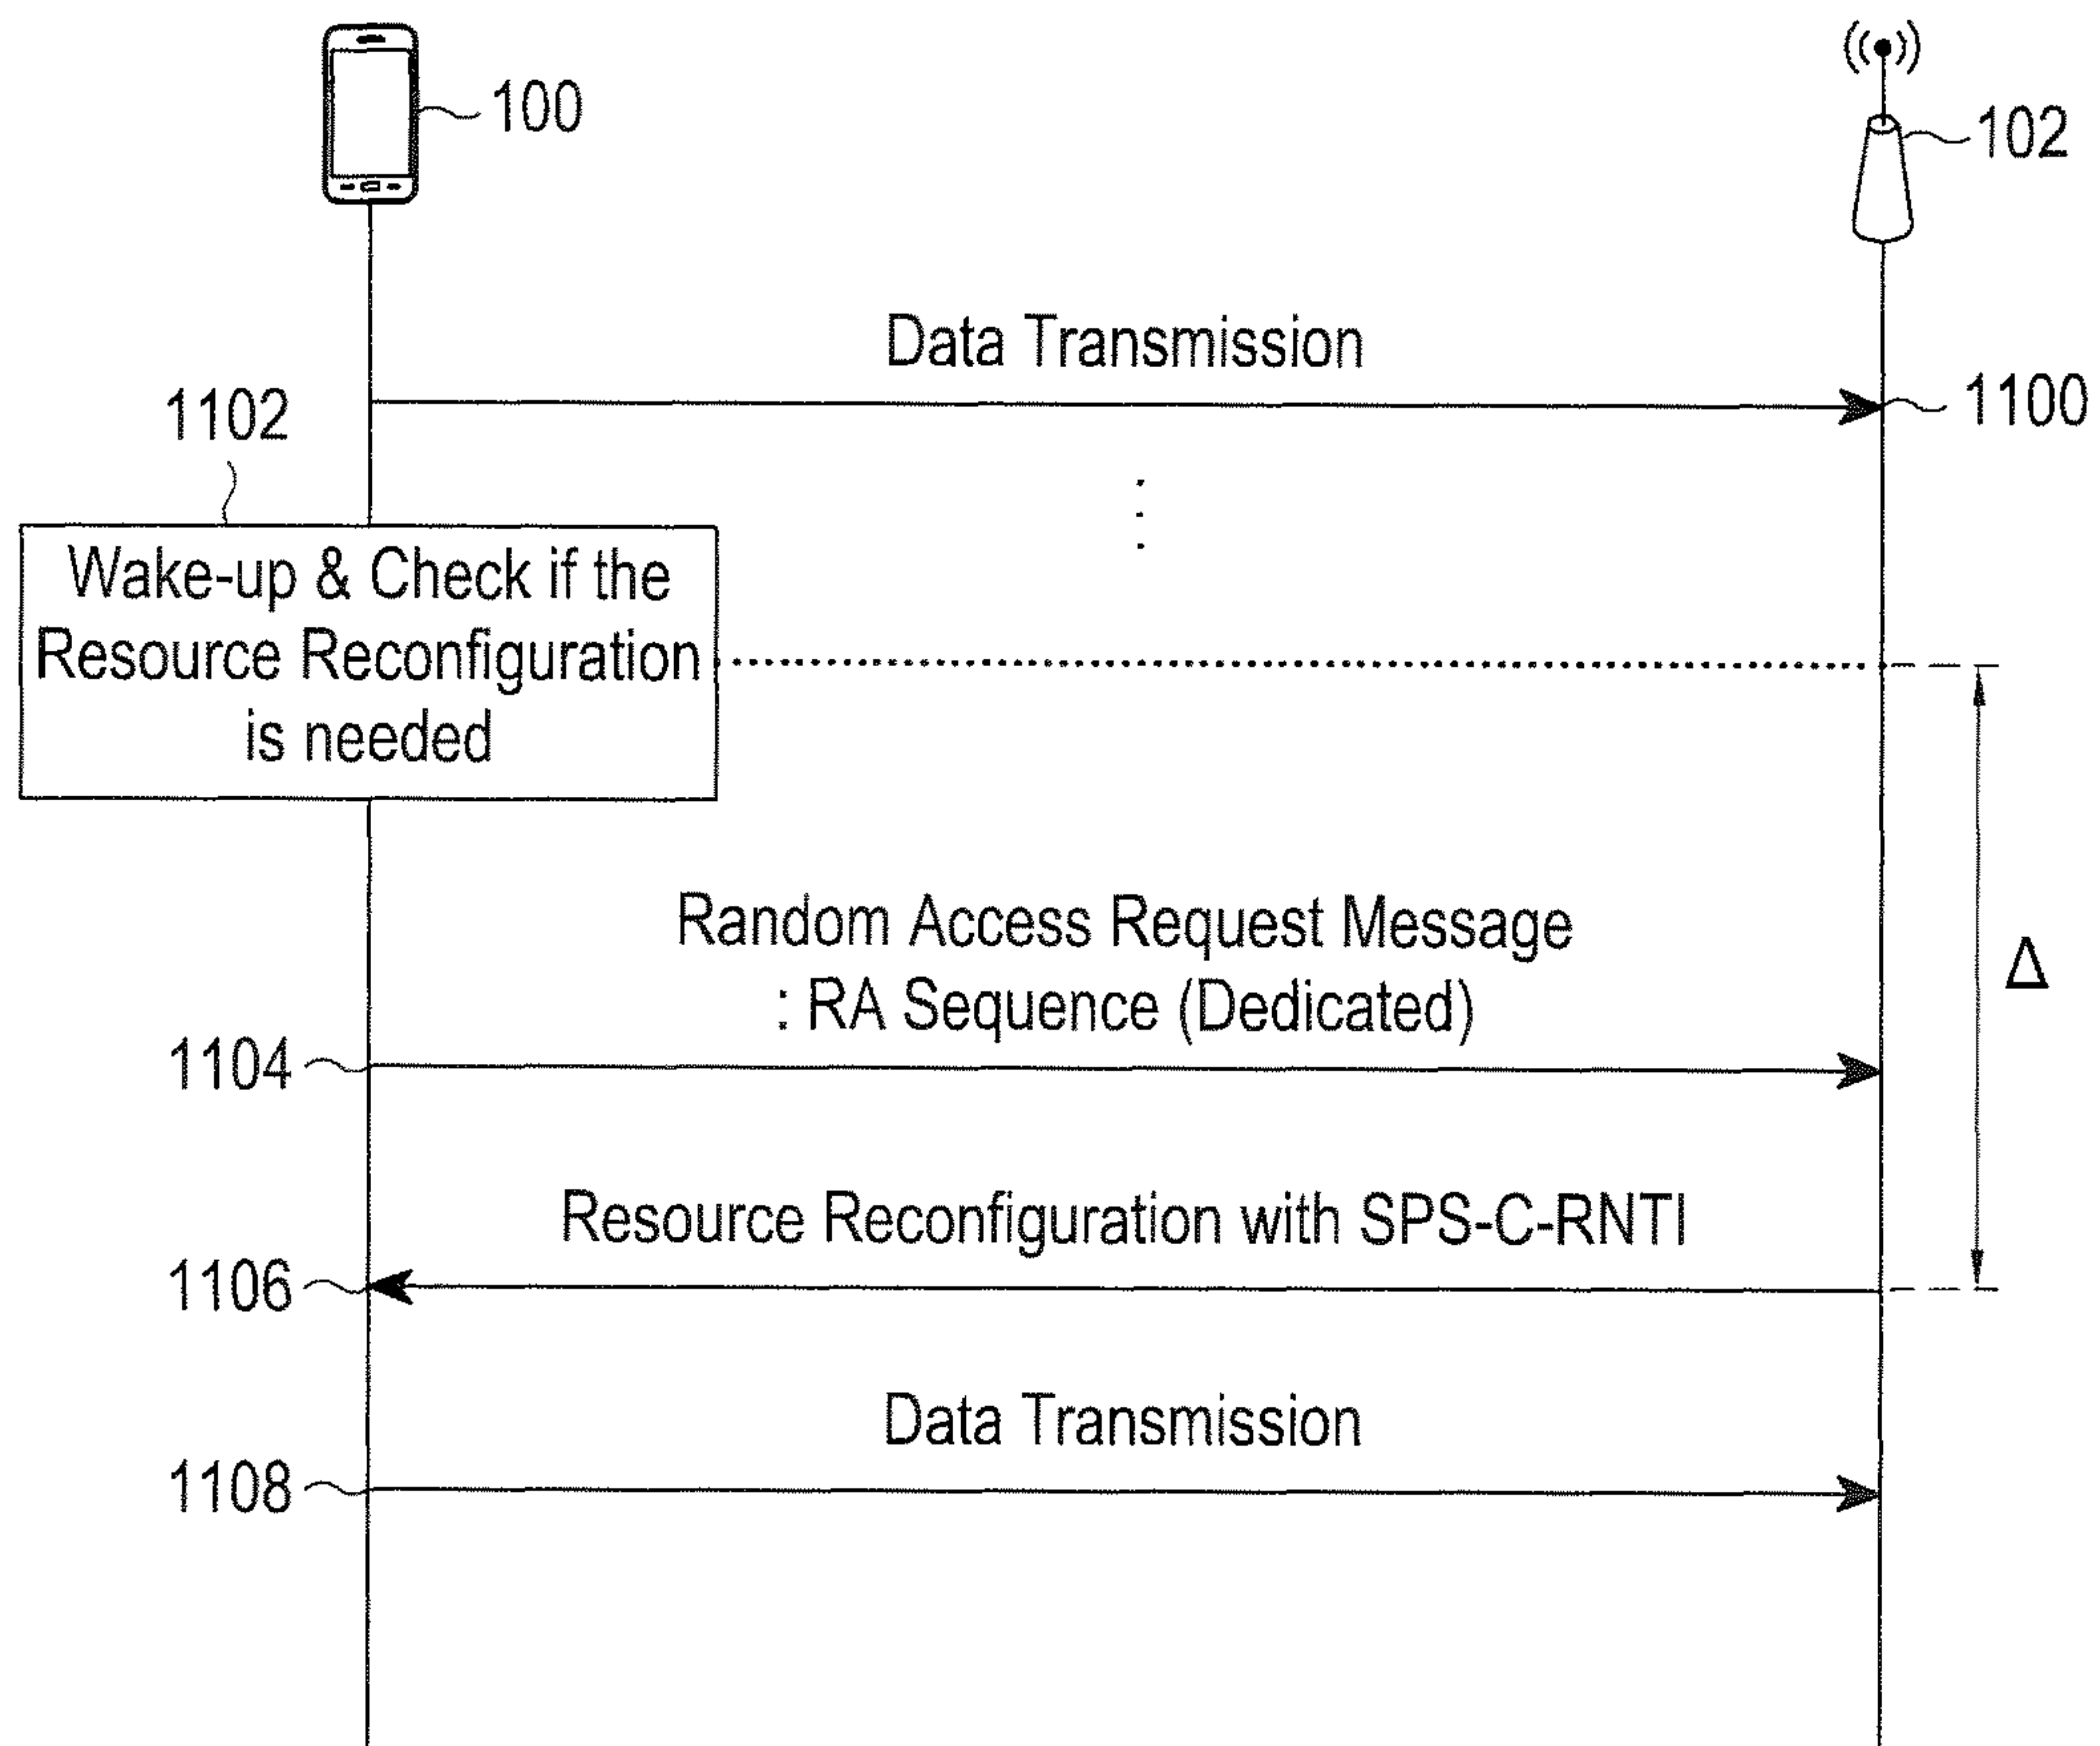 100
102
Data Transmission
1100
1102
Wake-up & Check if the
Resource Reconfiguration
is needed
Random Access Request Message
: RA Sequence (Dedicated)
Δ
1104
Resource Reconfiguration with SPS-C-RNTI
1106
Data Transmission
1108